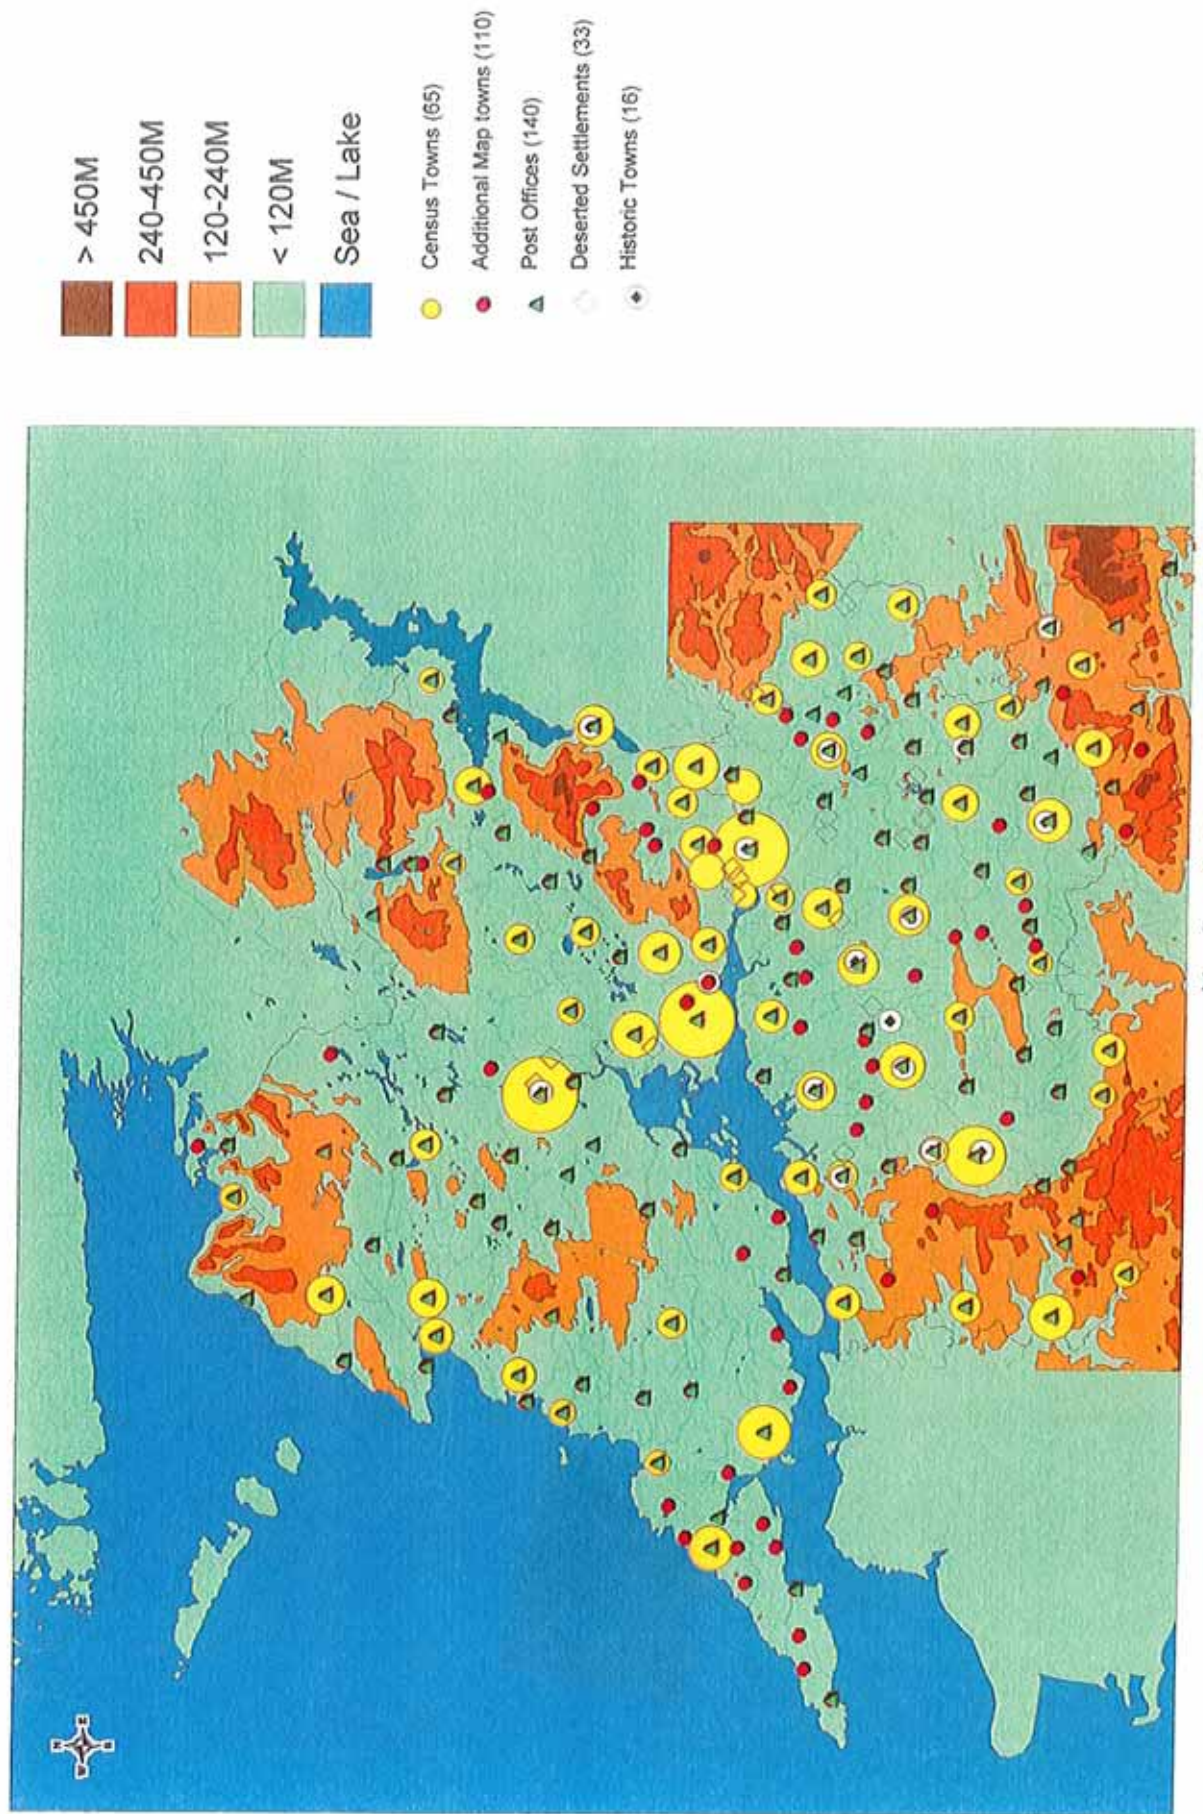 > 450M
240-450M
120-240M
< 120M
Sea / Lake
Census Towns (65)
Additional Map towns (110)
Post Offices (140)
Deserted Settlements (33)
Historic Towns (16)
N
W
E
S